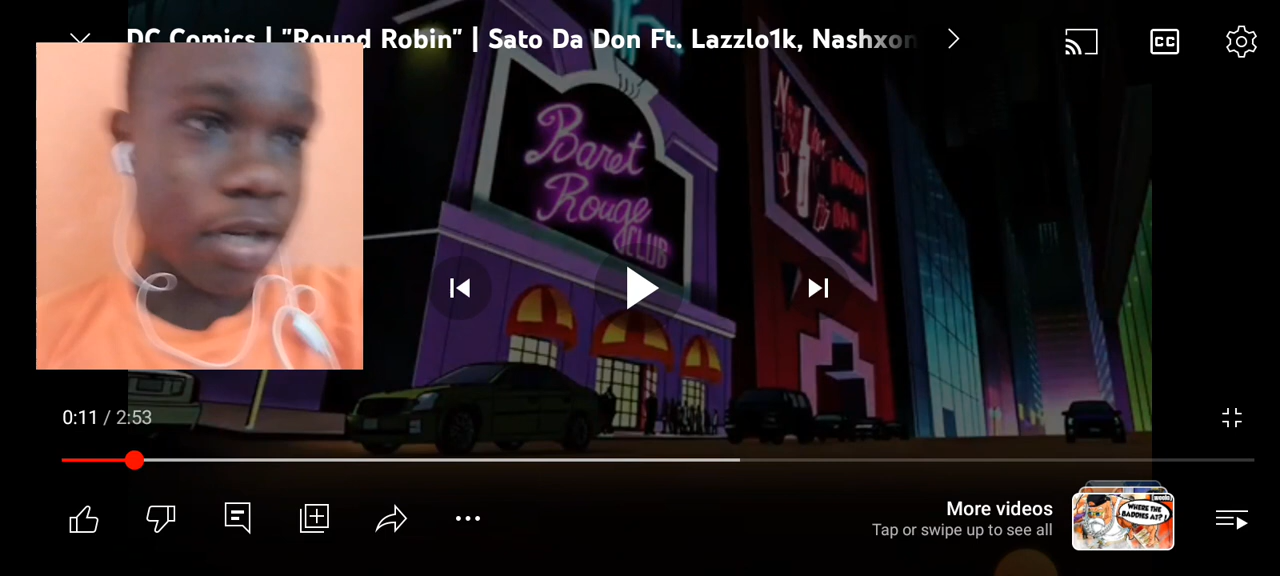 DC Comics | "Round Robin" | Sato Da Don Ft. Lazzlo1k, Nashxon
CC
Baret
Rouge
CLUB
0:11 / 2:53
More videos
Tap or swipe up to see all
WHERE THE
BADDIES AT?!